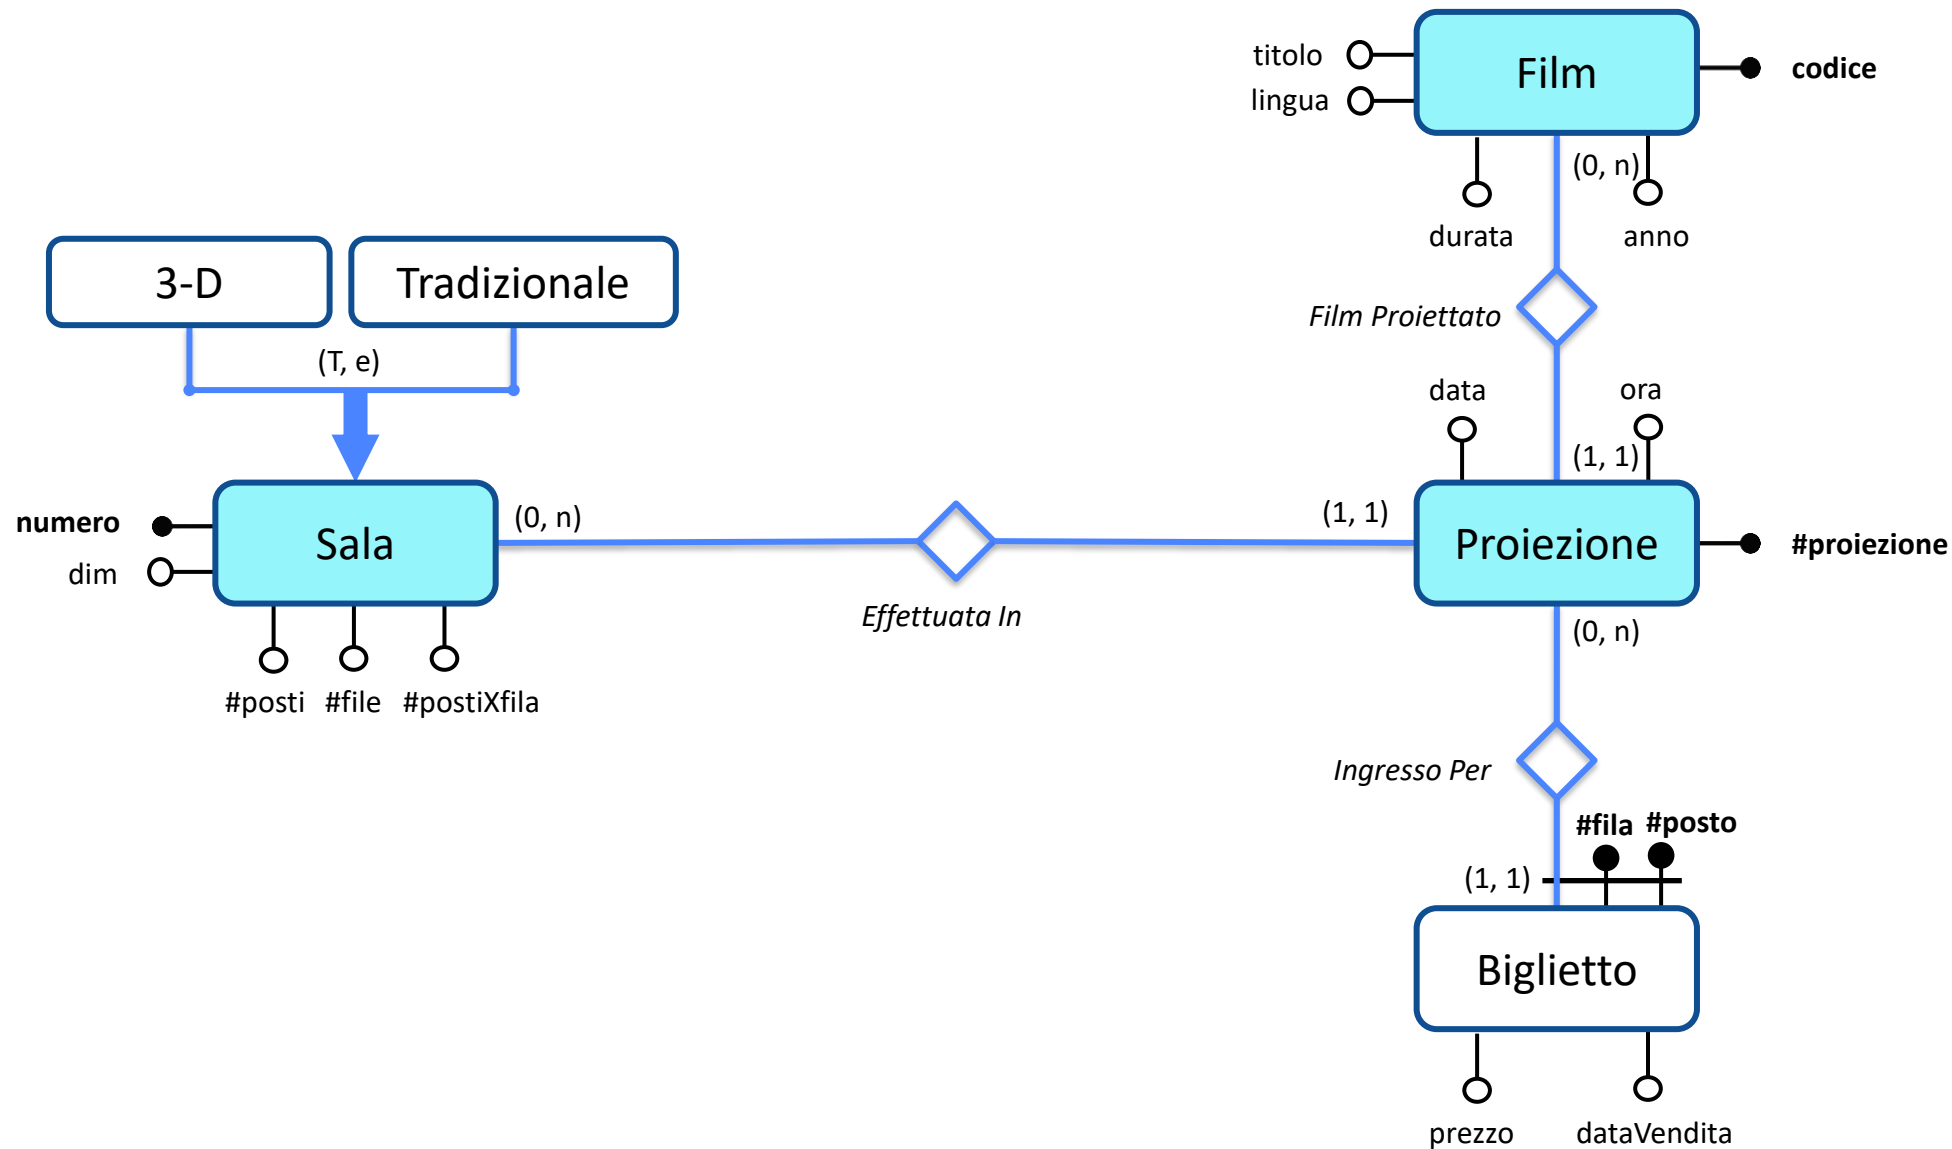 titolo
Film
codice
lingua
(0, n)
durata
anno
3-D
Tradizionale
Film Proiettato
(T, e)
data
ora
(1, 1)
numero
Sala
(0, n)
(1, 1)
Proiezione
#proiezione
dim
Effettuata In
(0, n)
#posti
#file
#postiXfila
Ingresso Per
#fila
#posto
(1, 1)
Biglietto
prezzo
dataVendita